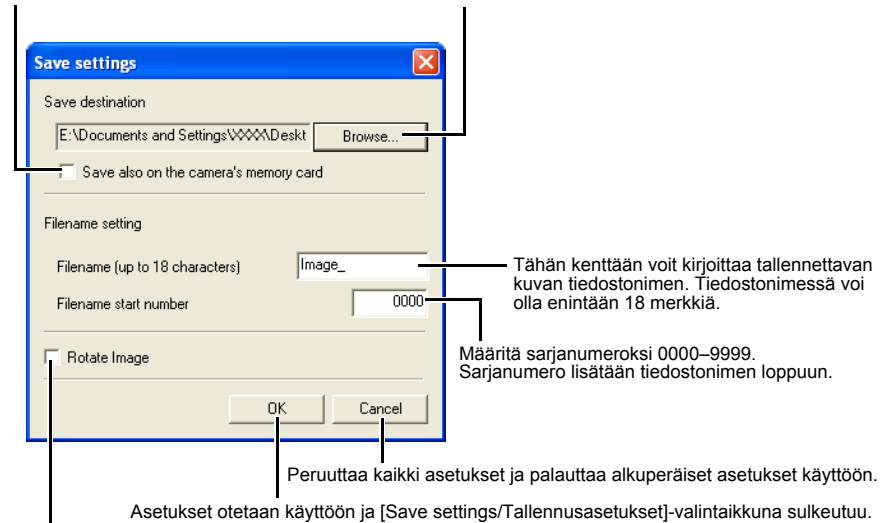 Save settings
Save destination
E:\Documents and Settings\XXXX\Deskt
Browse...
Save also on the camera's memory card
Filename setting
Filename (up to 18 characters)
Image_
Tähän kenttään voit kirjoittaa tallennettavan
kuvan tiedostonimen. Tiedostonimessä voi
olla enintään 18 merkkiä.
Filename start number
0000
Määritä sarjanumeroksi 0000–9999.
Sarjanumero lisätään tiedostonimen loppuun.
Rotate Image
OK
Cancel
Peruuttaa kaikki asetukset ja palauttaa alkuperäiset asetukset käyttöön.
Asetukset otetaan käyttöön ja [Save settings/Tallennusasetukset]-valintaikkuna sulkeutuu.